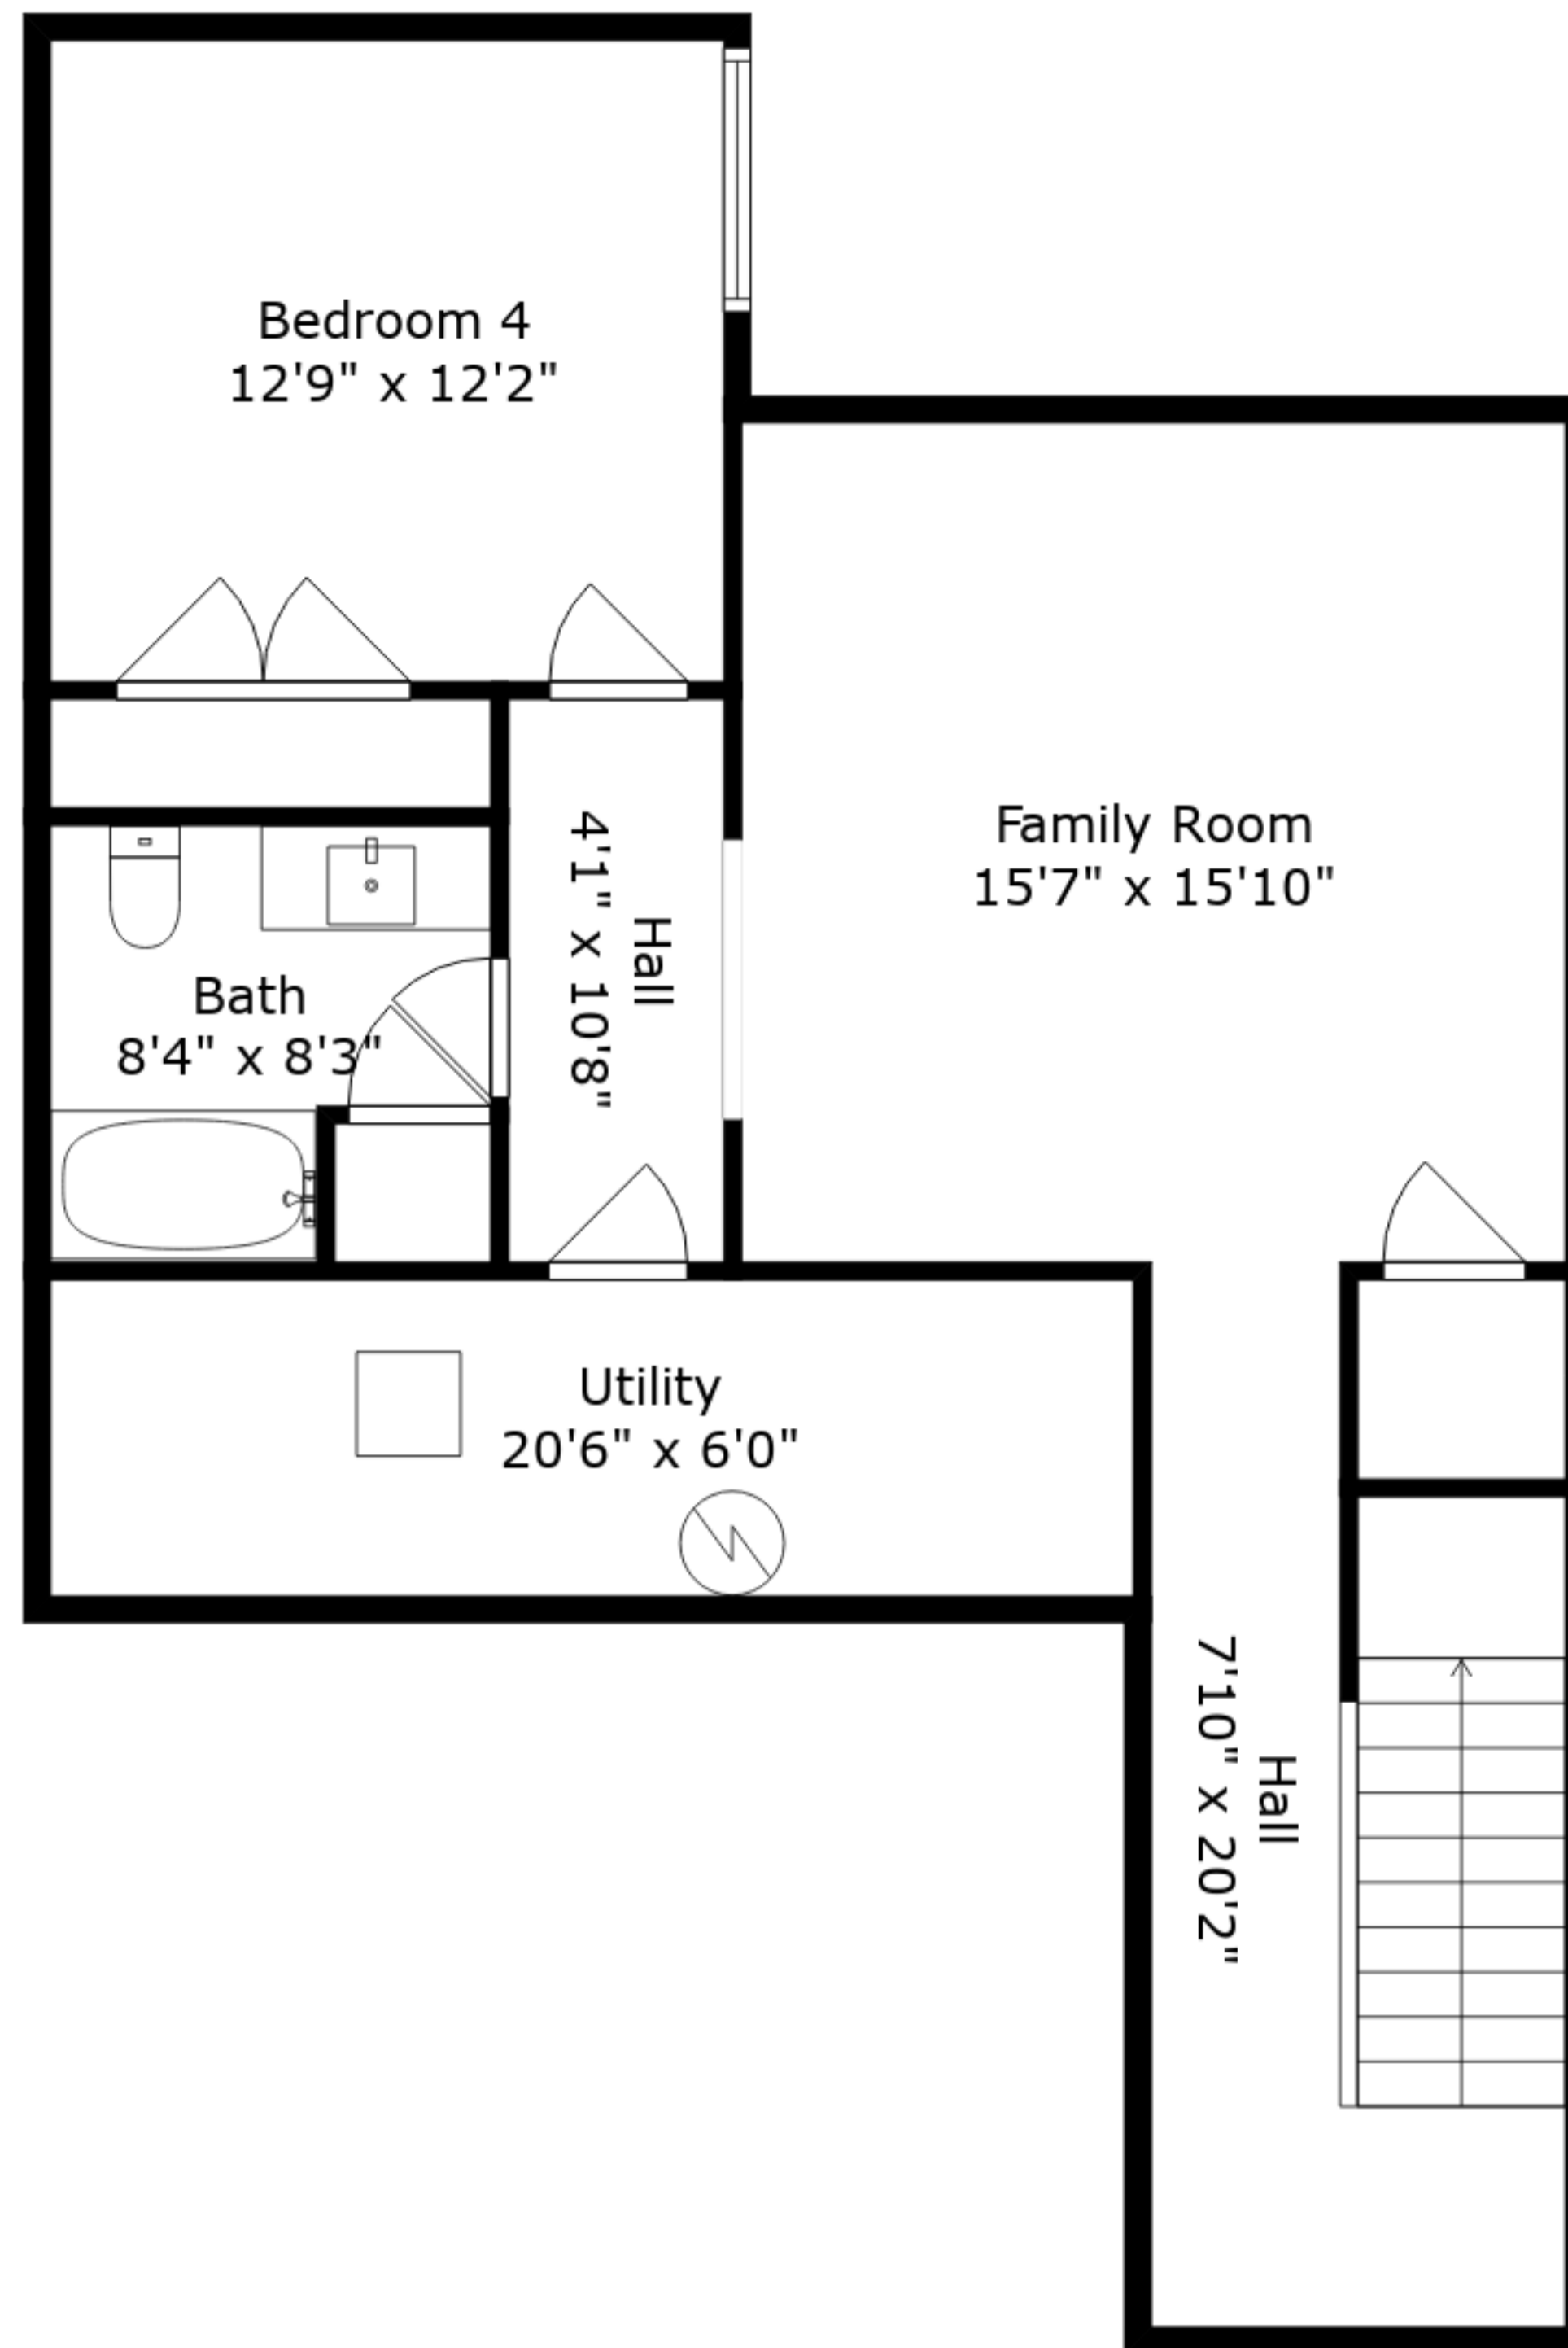 Bedroom 4
12'9" x 12'2"
Family Room
15'7" x 15'10"
Hall
4'1" x 10'8"
Bath
8'4" x 8'3"
Utility
20'6" x 6'0"
Hall
7'10" x 20'2"